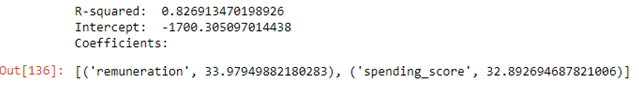 R-squared:  0.826913470198926
Intercept:  -1700.305097014438
Coefficients:
Out[136]: [('remuneration', 33.97949882180283), ('spending_score', 32.892694687821006)]